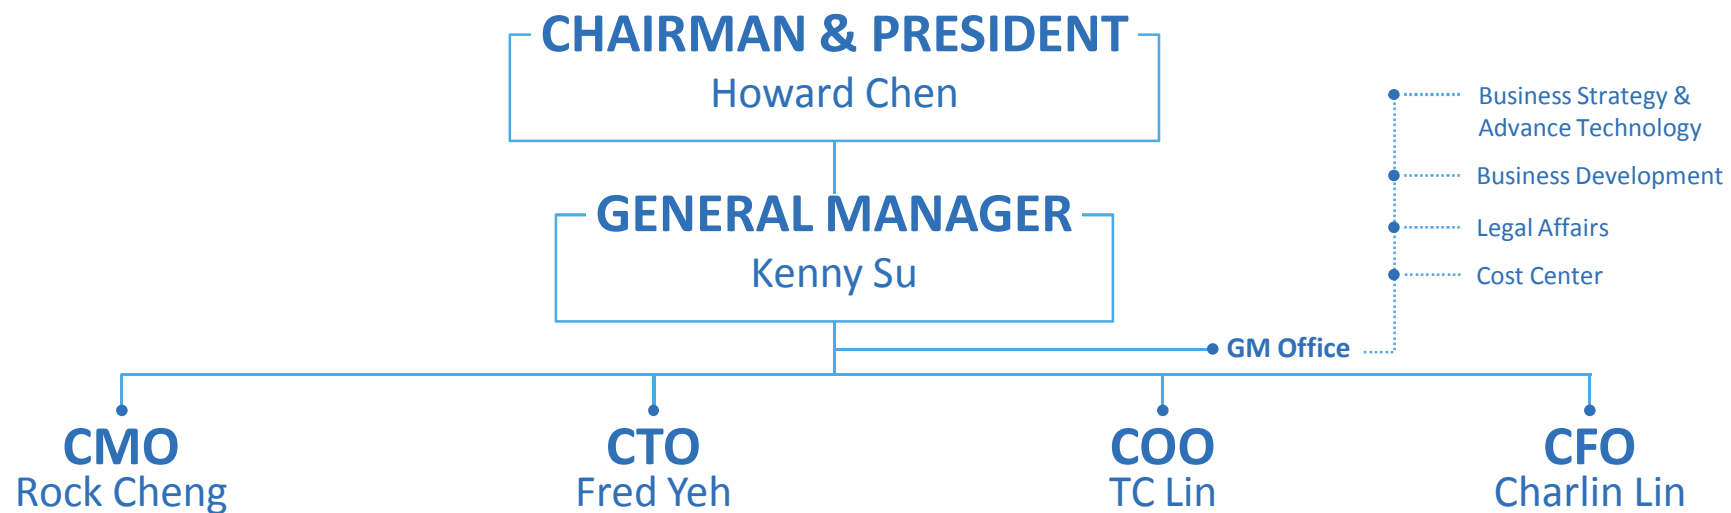 CHAIRMAN & PRESIDENT
Howard Chen
Business Strategy &
Advance Technology
Business Development
GENERAL MANAGER
Legal Affairs
Kenny Su
Cost Center
GM Office
CMO
Rock Cheng
CTO
Fred Yeh
COO
TC Lin
CFO
Charlin Lin